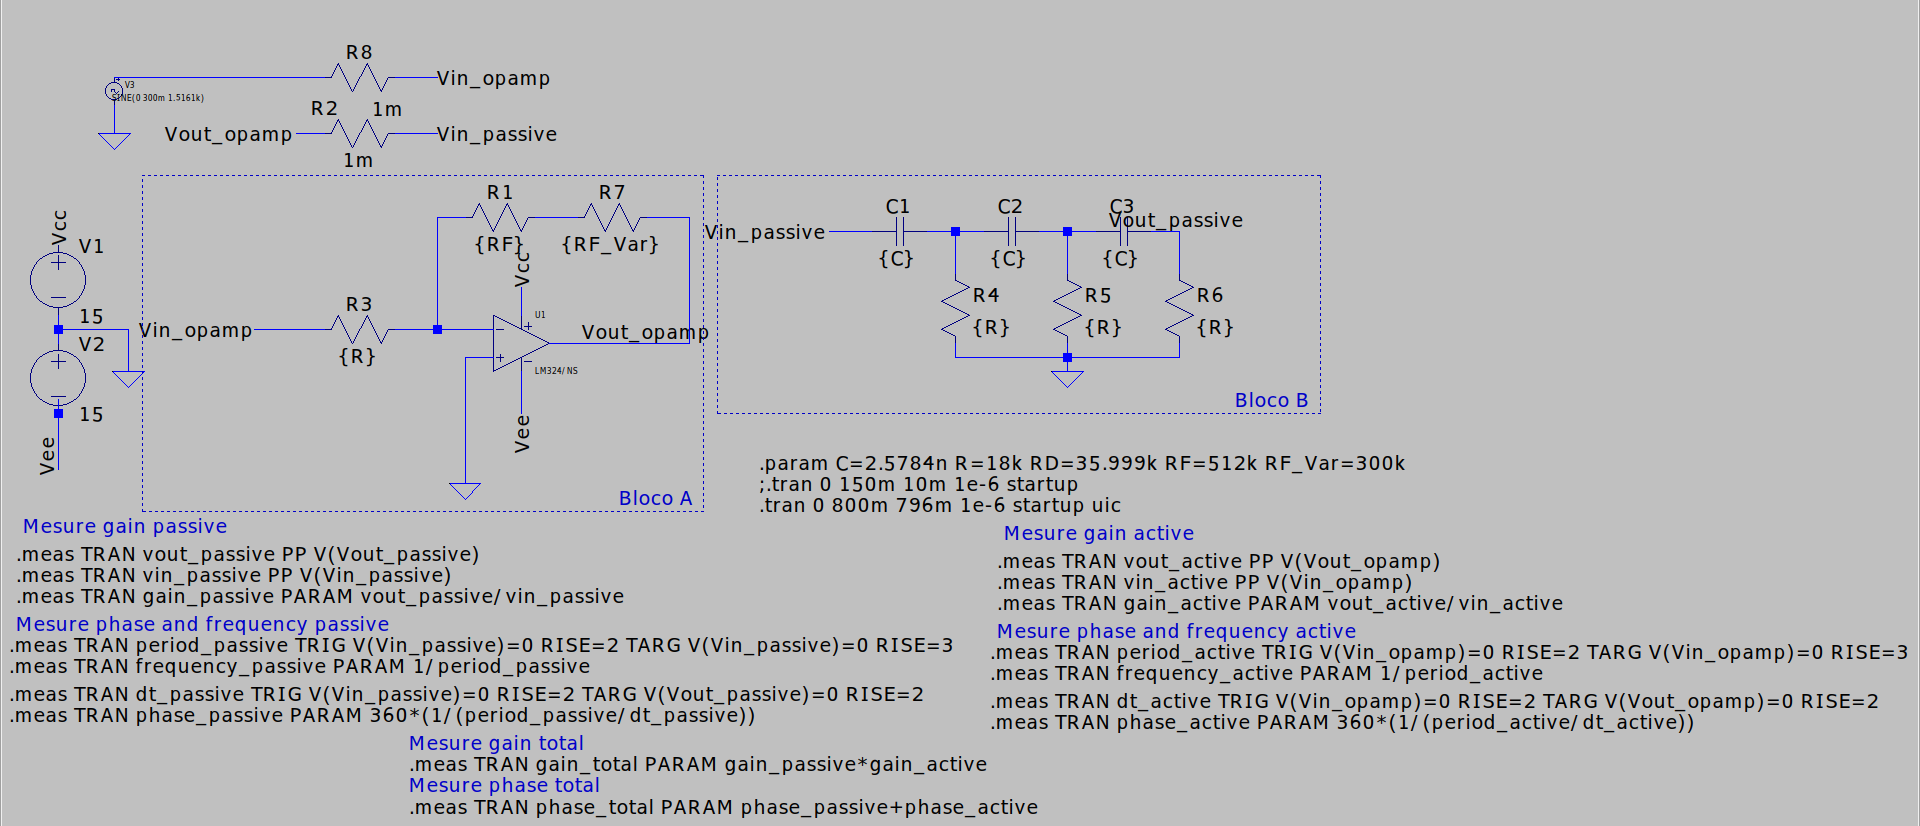 R8
V3
SINE(0 300m 1.5161k)
Vin_opamp
R2
1m
Vout_opamp
Vin_passive
1m
R1
R7
{RF}
{RF_Var}
Vcc
V1
15
V2
15
Vee
Vcc
R3
{R}
Vin_opamp
U1
LM324/NS
Vout_opamp
Vee
Bloco A
C1
C2
C3
Vout_passive
Vin_passive
{C}
{C}
{C}
R4
R5
R6
{R}
{R}
{R}
Bloco B
.param C=2.5784n R=18k RD=35.999k RF=512k RF_Var=300k
;.tran 0 150m 10m 1e-6 startup
.tran 0 800m 796m 1e-6 startup uic
Mesure gain passive
.meas TRAN vout_passive PP V(Vout_passive)
.meas TRAN vin_passive PP V(Vin_passive)
.meas TRAN gain_passive PARAM vout_passive/vin_passive
Mesure phase and frequency passive
.meas TRAN period_passive TRIG V(Vin_passive)=0 RISE=2 TARG V(Vin_passive)=0 RISE=3
.meas TRAN frequency_passive PARAM 1/period_passive
.meas TRAN dt_passive TRIG V(Vin_passive)=0 RISE=2 TARG V(Vout_passive)=0 RISE=2
.meas TRAN phase_passive PARAM 360*(1/(period_passive/dt_passive))
Mesure gain active
.meas TRAN vout_active PP V(Vout_opamp)
.meas TRAN vin_active PP V(Vin_opamp)
.meas TRAN gain_active PARAM vout_active/vin_active
Mesure phase and frequency active
.meas TRAN period_active TRIG V(Vin_opamp)=0 RISE=2 TARG V(Vin_opamp)=0 RISE=3
.meas TRAN frequency_active PARAM 1/period_active
.meas TRAN dt_active TRIG V(Vin_opamp)=0 RISE=2 TARG V(Vout_opamp)=0 RISE=2
.meas TRAN phase_active PARAM 360*(1/(period_active/dt_active))
Mesure gain total
.meas TRAN gain_total PARAM gain_passive*gain_active
Mesure phase total
.meas TRAN phase_total PARAM phase_passive+phase_active